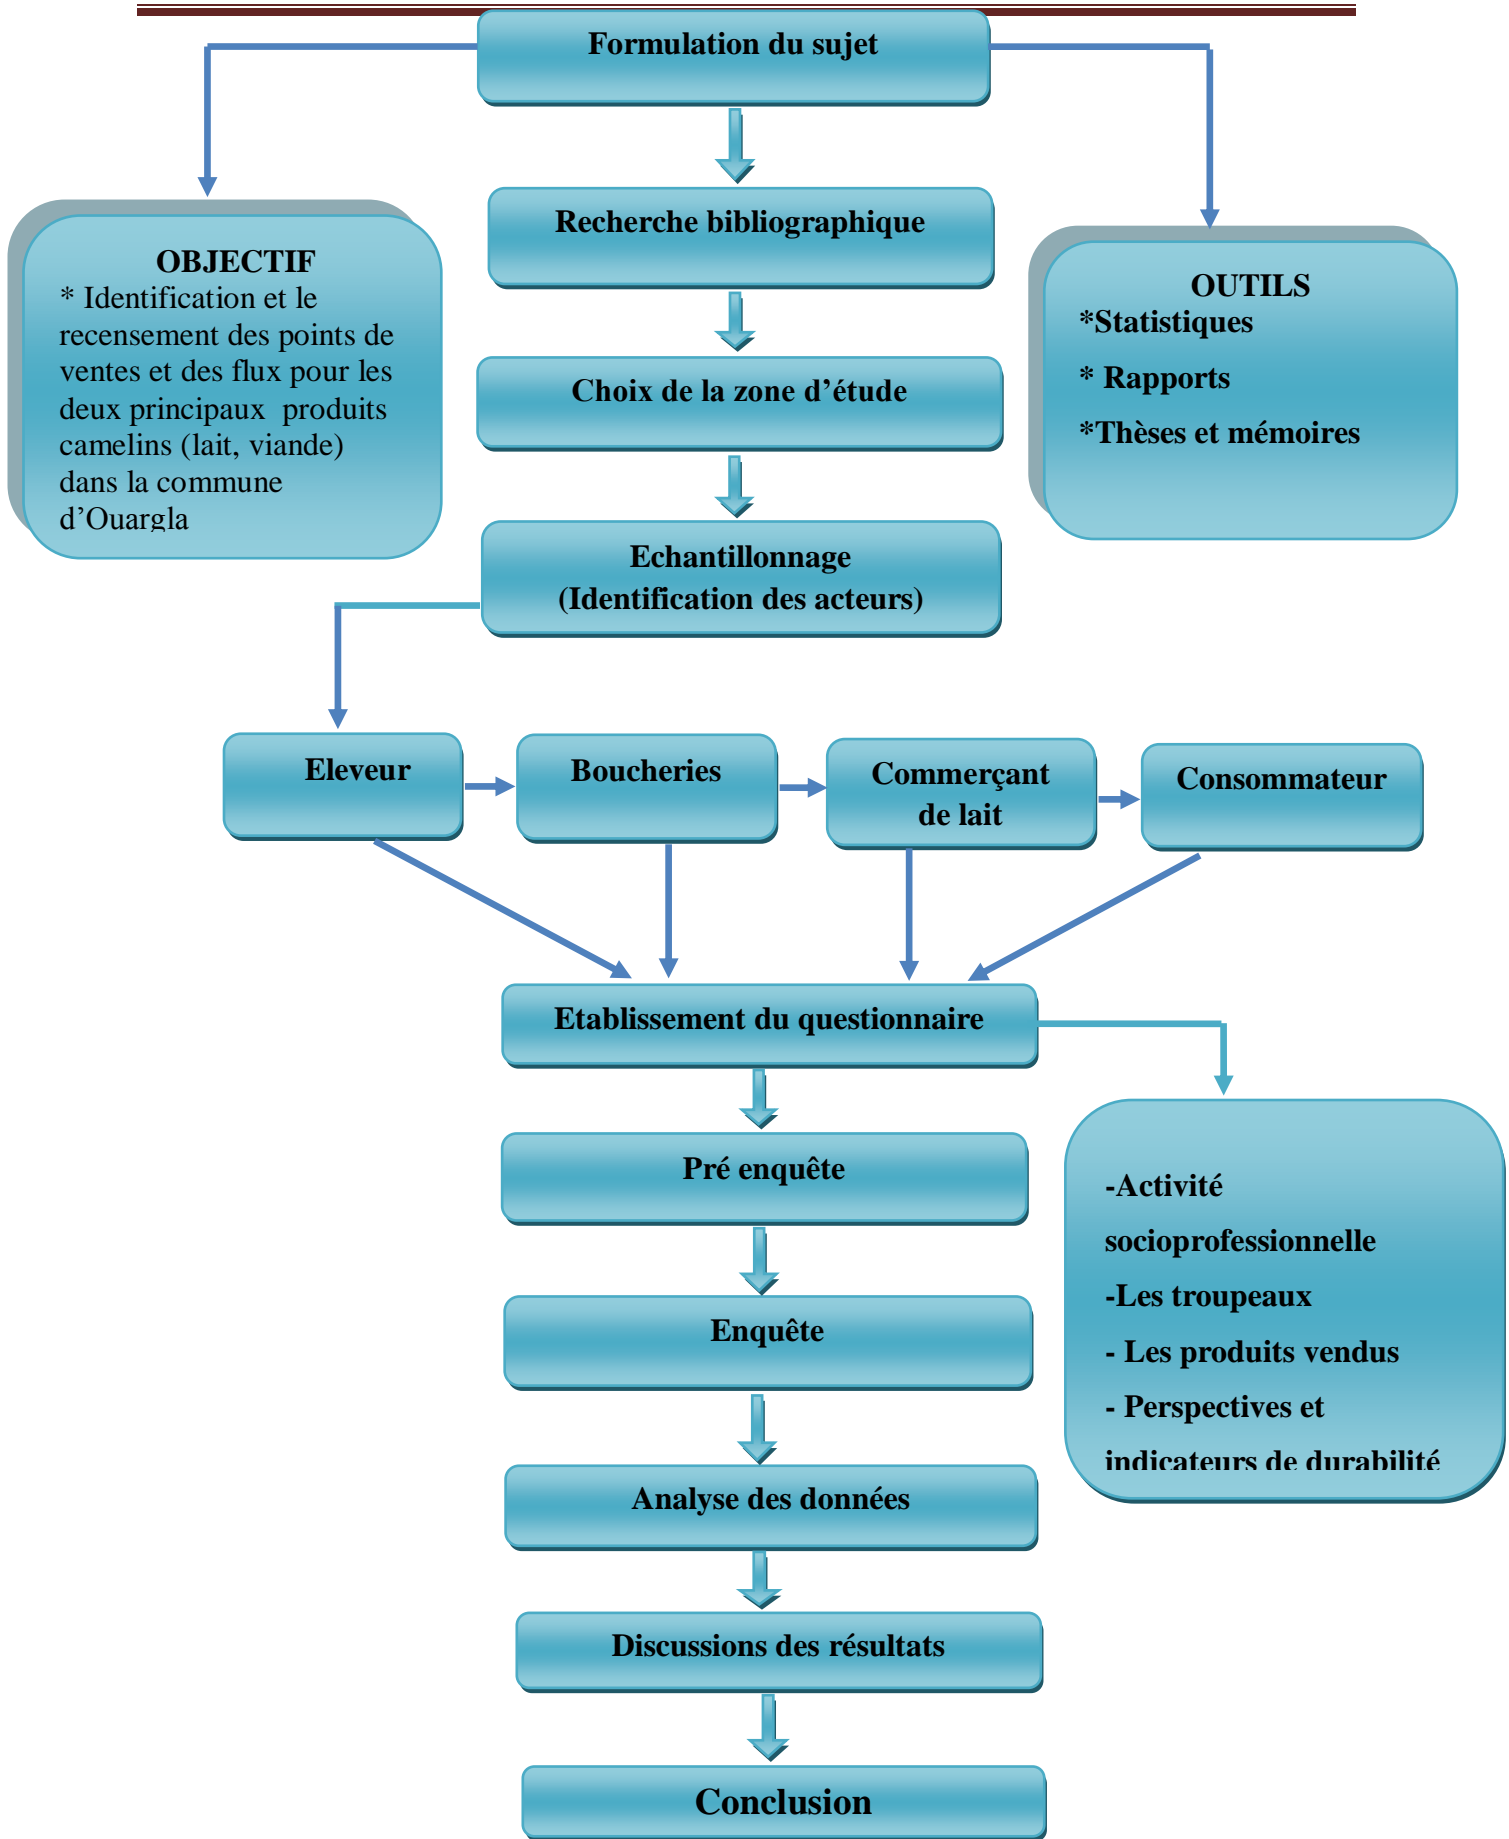 Formulation du sujet
Recherche bibliographique
OBJECTIF
* Identification et le
recensement des points de
ventes et des flux pour les
deux principaux produits
camelins (lait, viande)
dans la commune
d’Ouargla
OUTILS
*Statistiques
* Rapports
*Thèses et mémoires
Choix de la zone d’étude
Echantillonnage
(Identification des acteurs)
Eleveur
Boucheries
Commerçant
de lait
Consommateur
Etablissement du questionnaire
-Activité
socioprofessionnelle
-Les troupeaux
- Les produits vendus
- Perspectives et
indicateurs de durabilité
Pré enquête
Enquête
Analyse des données
Discussions des résultats
Conclusion